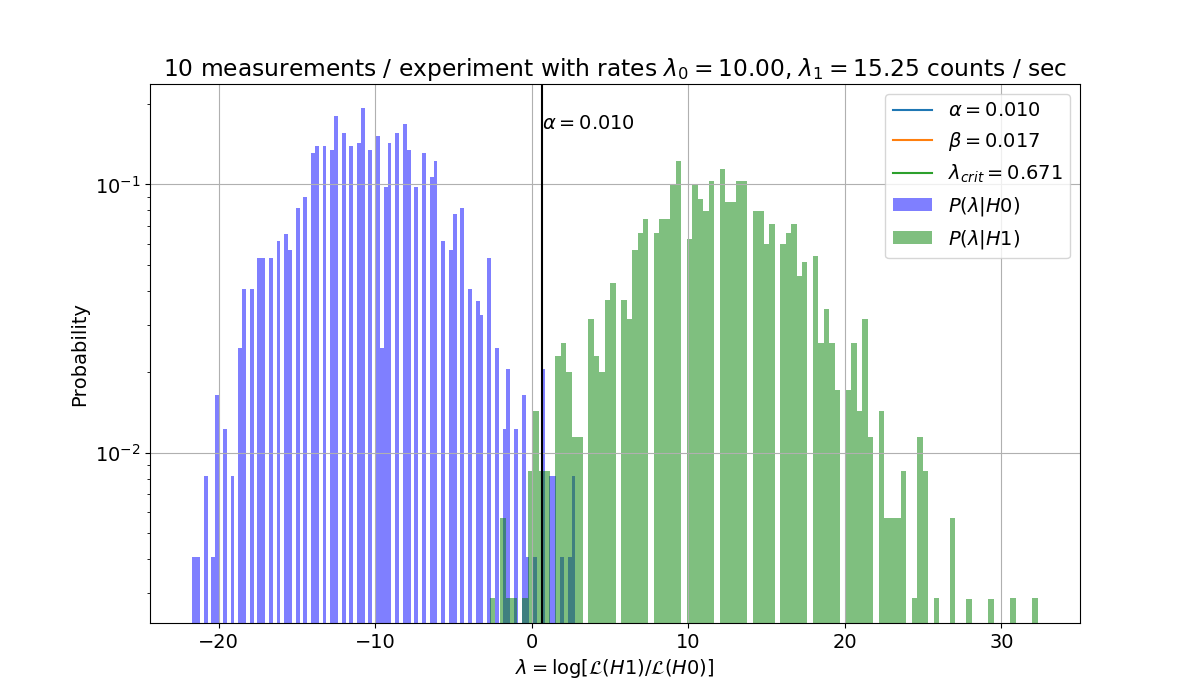 10 measurements / experiment with rates λ₀ = 10.00, λ₁ = 15.25 counts / sec
α = 0.010
α = 0.010
β = 0.017
λcrit = 0.671
P(λ|H0)
P(λ|H1)
10⁻¹
10⁻²
Probability
−20
−10
0
10
20
30
λ = log[ℒ(H1)/ℒ(H0)]